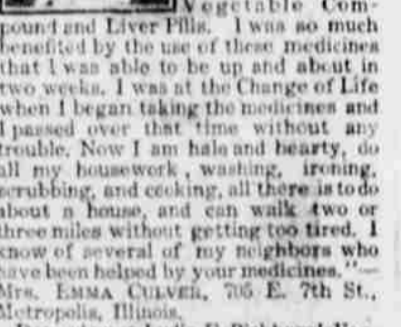 Vegetable Com-
pound and Liver Pills. I was so much
benefited by the use of these medicines
that I was able to be up and about in
two weeks. I was at the Change of Life
when I began taking the medicines and
I passed over that time without any
trouble. Now I am hale and hearty, do
all my housework, washing, ironing,
scrubbing, and cooking, all there is to do
about a house, and can walk two or
three miles without getting too tired. I
know of several of my neighbors who
have been helped by your medicines."—
Mrs. EMMA CULVER, 705 E. 7th St.,
Metropolis, Illinois.